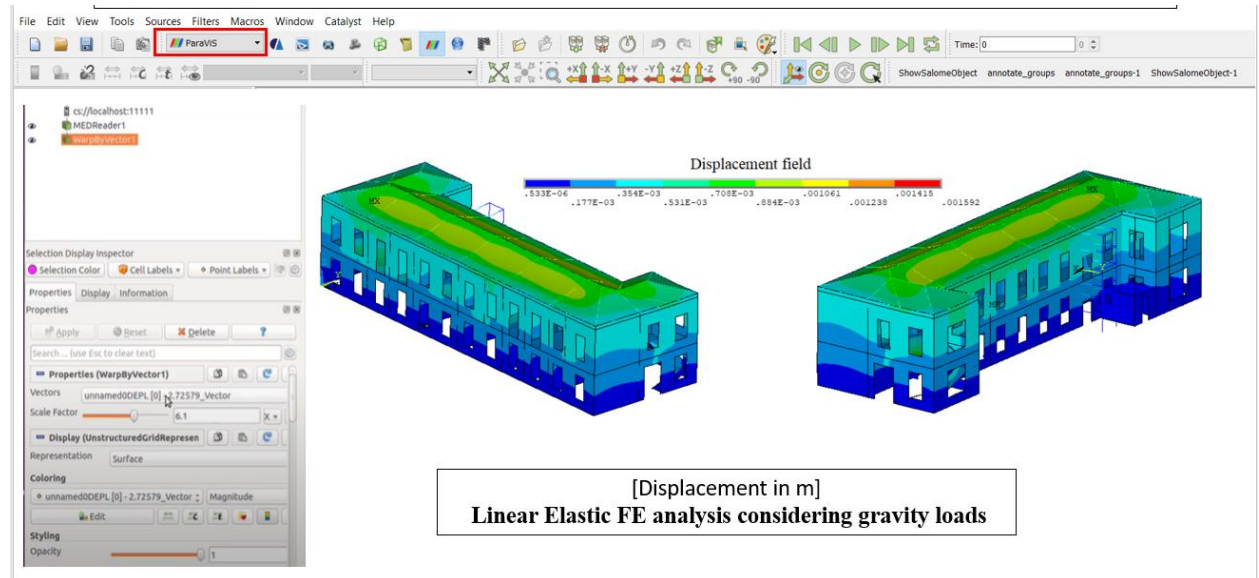 File Edit View Tools Sources Filters Macros Window Catalyst Help
ParaViS
Time: 0 0
+X -X +Y -Y +Z -Z +90 -90
ShowSalomeObject annotate_groups annotate_groups-1 ShowSalomeObject-1
cs://localhost:11111
MEDReader1
WarpByVector1
Selection Display Inspector
Selection Color Cell Labels Point Labels
Properties Display Information
Properties
Apply Reset Delete ?
Search ... (use Esc to clear text)
Properties (WarpByVector1)
Vectors unnamed0DEPL [0] - 2.72579_Vector
Scale Factor 6.1 X
Display (UnstructuredGridRepresen
Representation Surface
Coloring
unnamed0DEPL [0] - 2.72579_Vector Magnitude
Edit
Styling
Opacity 1
Displacement field
.533E-06 .354E-03 .708E-03 .001061 .001415
.177E-03 .531E-03 .884E-03 .001238 .001592
MX
Y
MX
[Displacement in m]
Linear Elastic FE analysis considering gravity loads